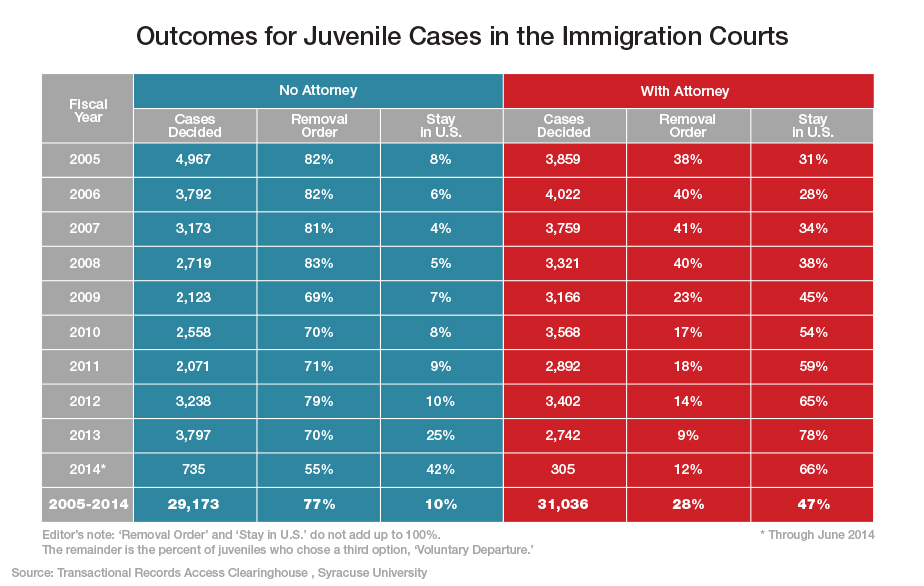 Outcomes for Juvenile Cases in the Immigration Courts
Fiscal Year No Attorney With Attorney
Cases Decided Removal Order Stay in U.S. Cases Decided Removal Order Stay in U.S.
2005 4,967 82% 8% 3,859 38% 31%
2006 3,792 82% 6% 4,022 40% 28%
2007 3,173 81% 4% 3,759 41% 34%
2008 2,719 83% 5% 3,321 40% 38%
2009 2,123 69% 7% 3,166 23% 45%
2010 2,558 70% 8% 3,568 17% 54%
2011 2,071 71% 9% 2,892 18% 59%
2012 3,238 79% 10% 3,402 14% 65%
2013 3,797 70% 25% 2,742 9% 78%
2014* 735 55% 42% 305 12% 66%
2005-2014 29,173 77% 10% 31,036 28% 47%
Editor's note: 'Removal Order' and 'Stay in U.S.' do not add up to 100%. * Through June 2014
The remainder is the percent of juveniles who chose a third option, 'Voluntary Departure.'
Source: Transactional Records Access Clearinghouse , Syracuse University